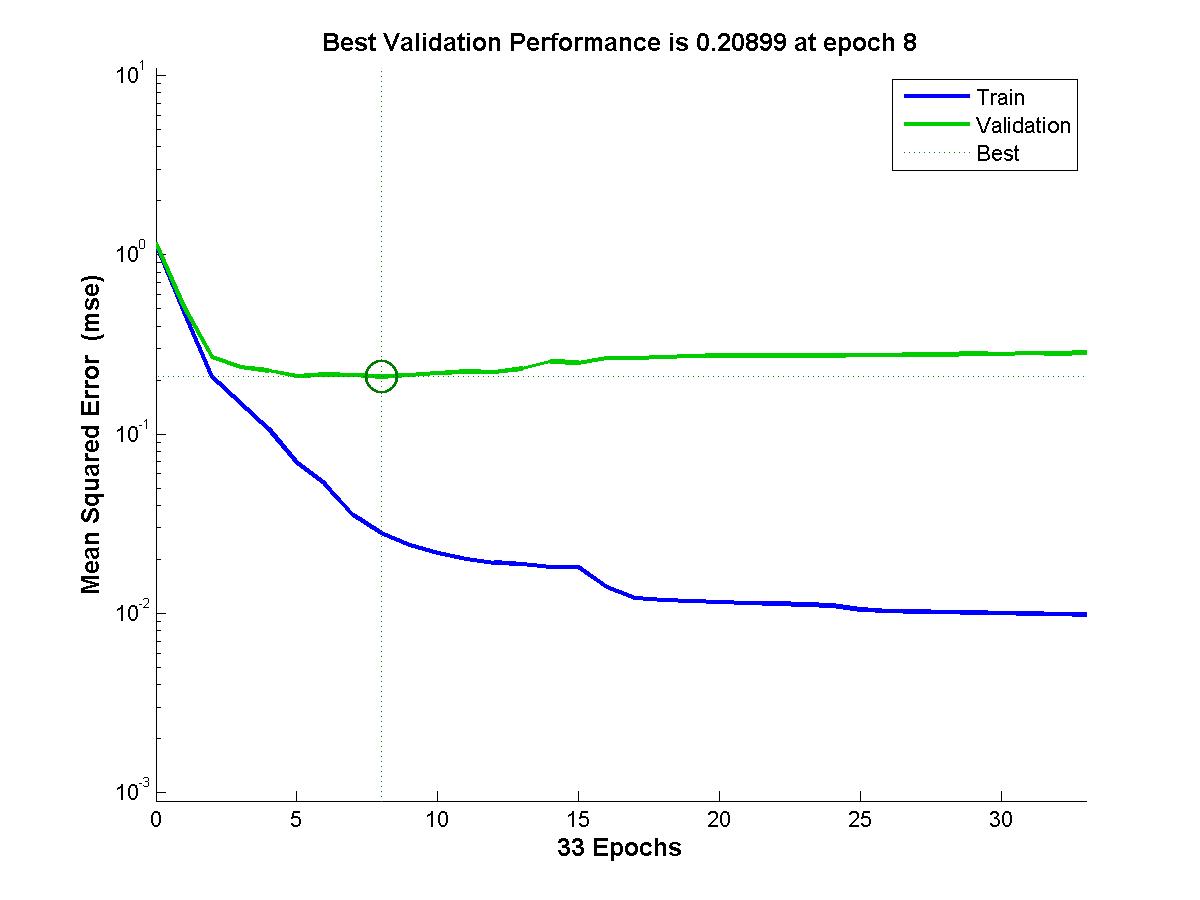 Best Validation Performance is 0.20899 at epoch 8
Train
Validation
Best
Mean Squared Error (mse)
10^1
10^0
10^-1
10^-2
10^-3
0 5 10 15 20 25 30
33 Epochs